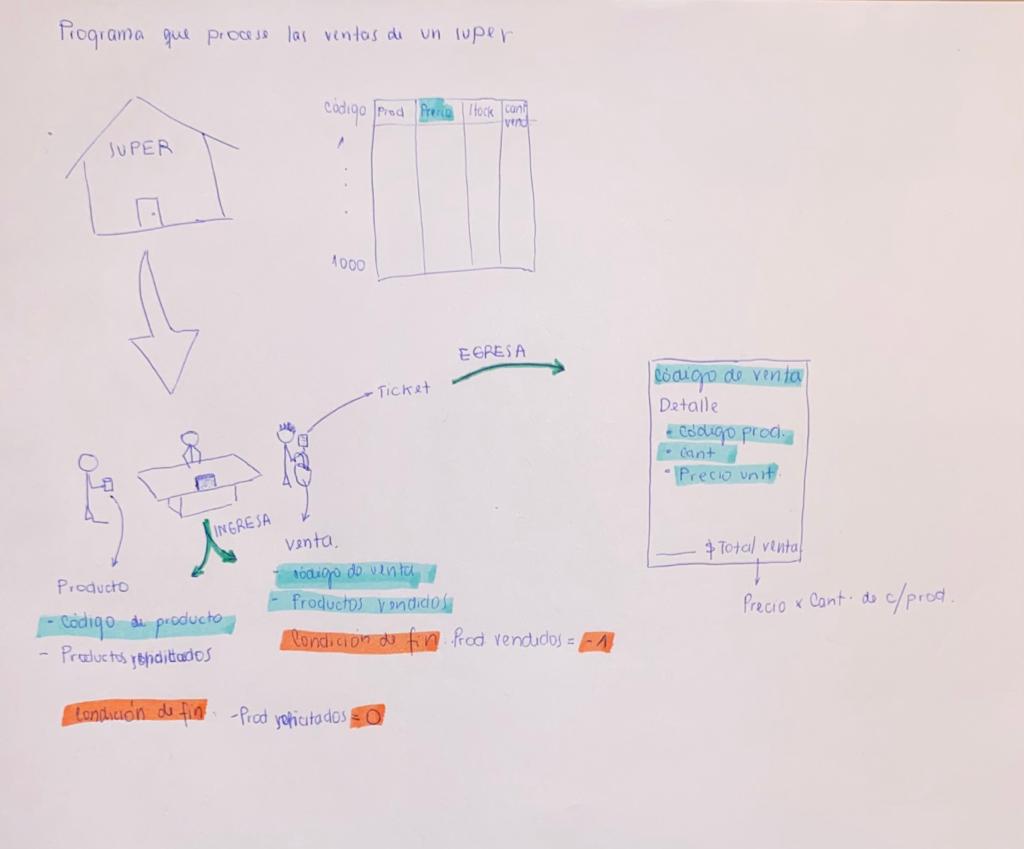 Programa que procese las ventas de un super
SUPER
código Prod Precio Stock cant
vend
1
1000
EGRESA
Ticket
código de venta
Detalle
• código prod.
• cant
• Precio unit.
$ Total venta
Precio x Cant. de c/prod.
INGRESA
Producto
- Código de producto
- Productos
venta.
- código de venta
- Productos vendidos
Condición de fin. Prod vendidos = -1
Condición de fin. -Prod solicitados = 0